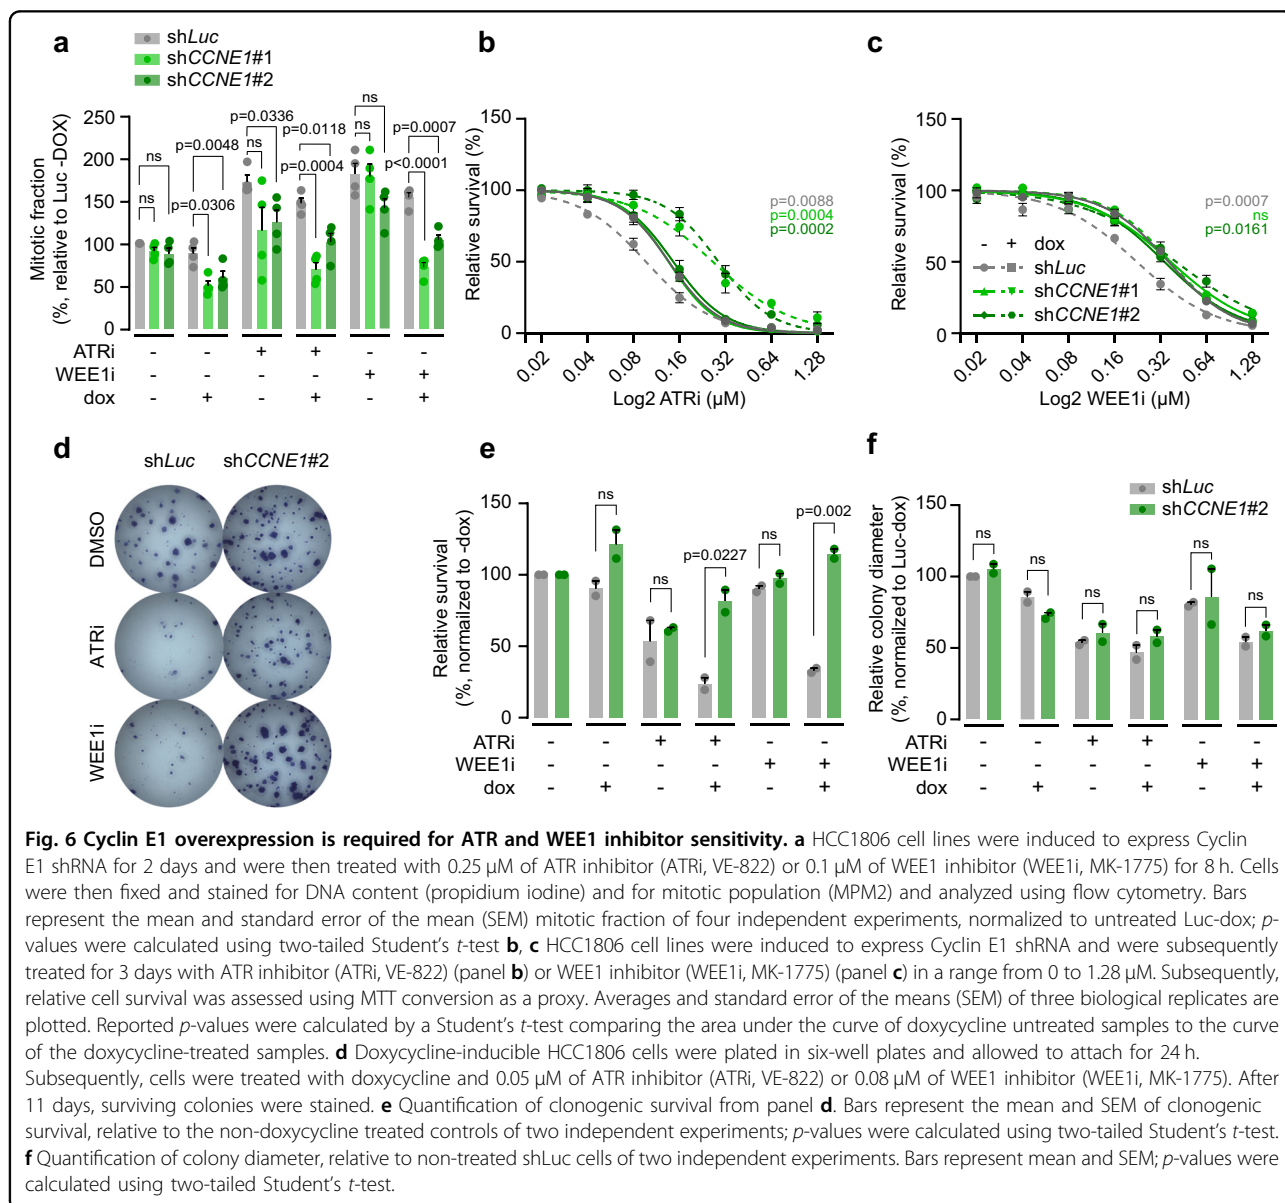 a
shLuc
shCCNE1#1
shCCNE1#2
Mitotic fraction
(%, relative to Luc -DOX)
250
200
150
100
50
0
ns
ns
p=0.0048
p=0.0306
p=0.0336
ns
p=0.0118
p=0.0004
ns
ns
p=0.0007
p<0.0001
ATRi - - + + - -
WEE1i - - - - + +
dox - + - + - +
b
Relative survival (%)
150
100
50
0
p=0.0088
p=0.0004
p=0.0002
0.02 0.04 0.08 0.16 0.32 0.64 1.28
Log2 ATRi (µM)
c
Relative survival (%)
150
100
50
0
p=0.0007
ns
p=0.0161
- + dox
shLuc
shCCNE1#1
shCCNE1#2
0.02 0.04 0.08 0.16 0.32 0.64 1.28
Log2 WEE1i (µM)
d
shLuc shCCNE1#2
DMSO
ATRi
WEE1i
e
Relative survival
(%, normalized to -dox)
150
100
50
0
ns
ns
p=0.0227
ns
p=0.002
ATRi - - + + - -
WEE1i - - - - + +
dox - + - + - +
f
shLuc
shCCNE1#2
Relative colony diameter
(%, normalized to Luc-dox)
150
100
50
0
ns
ns
ns
ns
ns
ns
ATRi - - + + - -
WEE1i - - - - + +
dox - + - + - +
Fig. 6 Cyclin E1 overexpression is required for ATR and WEE1 inhibitor sensitivity. a HCC1806 cell lines were induced to express Cyclin
E1 shRNA for 2 days and were then treated with 0.25 µM of ATR inhibitor (ATRi, VE-822) or 0.1 µM of WEE1 inhibitor (WEE1i, MK-1775) for 8 h. Cells
were then fixed and stained for DNA content (propidium iodine) and for mitotic population (MPM2) and analyzed using flow cytometry. Bars
represent the mean and standard error of the mean (SEM) mitotic fraction of four independent experiments, normalized to untreated Luc-dox; p-
values were calculated using two-tailed Student's t-test b, c HCC1806 cell lines were induced to express Cyclin E1 shRNA and were subsequently
treated for 3 days with ATR inhibitor (ATRi, VE-822) (panel b) or WEE1 inhibitor (WEE1i, MK-1775) (panel c) in a range from 0 to 1.28 µM. Subsequently,
relative cell survival was assessed using MTT conversion as a proxy. Averages and standard error of the means (SEM) of three biological replicates are
plotted. Reported p-values were calculated by a Student's t-test comparing the area under the curve of doxycycline untreated samples to the curve
of the doxycycline-treated samples. d Doxycycline-inducible HCC1806 cells were plated in six-well plates and allowed to attach for 24 h.
Subsequently, cells were treated with doxycycline and 0.05 µM of ATR inhibitor (ATRi, VE-822) or 0.08 µM of WEE1 inhibitor (WEE1i, MK-1775). After
11 days, surviving colonies were stained. e Quantification of clonogenic survival from panel d. Bars represent the mean and SEM of clonogenic
survival, relative to the non-doxycycline treated controls of two independent experiments; p-values were calculated using two-tailed Student's t-test.
f Quantification of colony diameter, relative to non-treated shLuc cells of two independent experiments. Bars represent mean and SEM; p-values were
calculated using two-tailed Student's t-test.